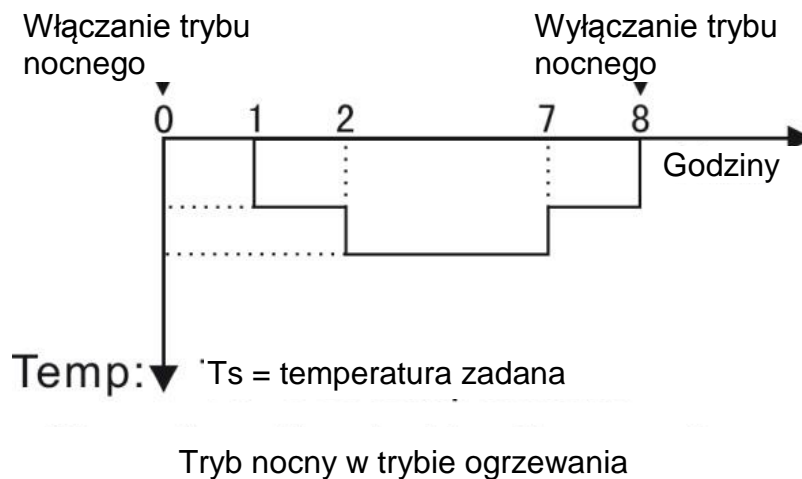 Włączanie trybu
nocnego
Wyłączanie trybu
nocnego
0 1 2 7 8
Godziny
Temp:
Ts = temperatura zadana
Tryb nocny w trybie ogrzewania